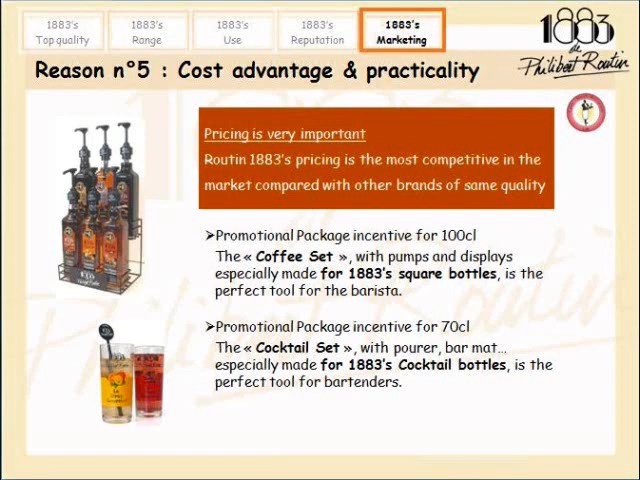 1883's
Top quality
1883's
Range
1883's
Use
1883's
Reputation
1883's
Marketing
1883
de
Philibert Routin
Reason n°5 : Cost advantage & practicality
Pricing is very important
Routin 1883's pricing is the most competitive in the
market compared with other brands of same quality
➢Promotional Package incentive for 100cl
The « Coffee Set », with pumps and displays
especially made for 1883's square bottles, is the
perfect tool for the barista.
➢Promotional Package incentive for 70cl
The « Cocktail Set », with pourer, bar mat…
especially made for 1883's Cocktail bottles, is the
perfect tool for bartenders.